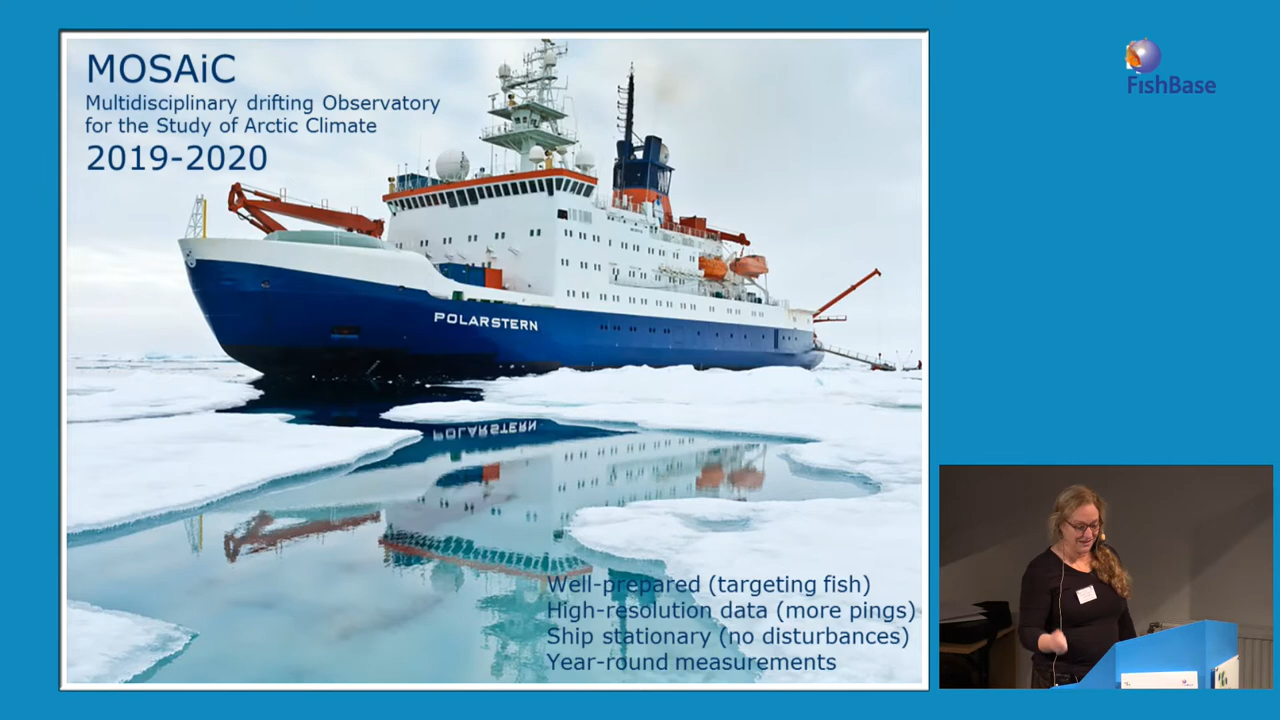 MOSAiC
Multidisciplinary drifting Observatory
for the Study of Arctic Climate
2019-2020
FishBase
POLARSTERN
POLARSTERN
Well-prepared (targeting fish)
High-resolution data (more pings)
Ship stationary (no disturbances)
Year-round measurements